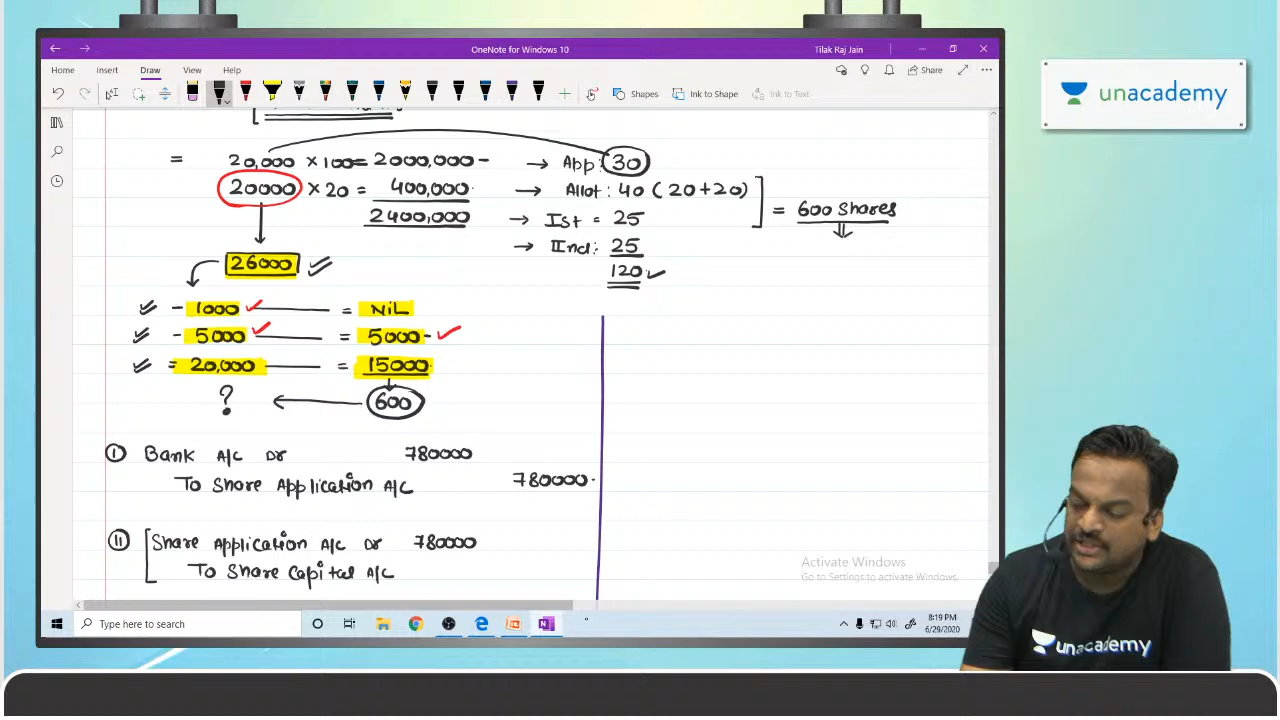 OneNote for Windows 10
Tilak Raj Jain
Home Insert Draw View Help
Share
Shapes Ink to Shape Ink to Text
unacademy
= 20,000 × 100 = 2000,000 - → App: 30
20000 × 20 = 400,000 → Allot: 40 (20+20)
2400,000 → Ist = 25
= 600 Shares
→ IInd: 25
26000
120
- 1000 = NiL
- 5000 = 5000-
= 20,000 = 15000
? 600
I Bank A/C Dr 780000
To Share Application A/C 780000.
II Share Application A/C Dr 780000
To Share Capital A/C
Activate Windows
Go to Settings to activate Windows.
Type here to search
8:19 PM
6/29/2020
unacademy